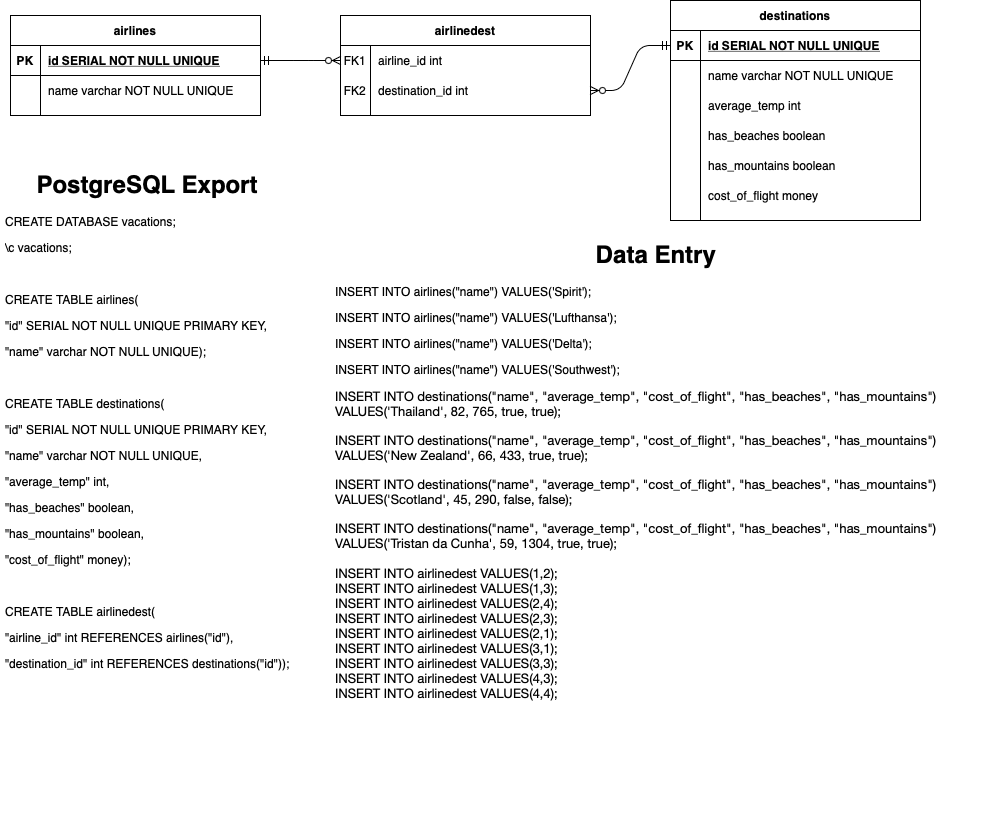 airlines
PK id SERIAL NOT NULL UNIQUE
name varchar NOT NULL UNIQUE
airlinedest
FK1 airline_id int
FK2 destination_id int
destinations
PK id SERIAL NOT NULL UNIQUE
name varchar NOT NULL UNIQUE
average_temp int
has_beaches boolean
has_mountains boolean
cost_of_flight money
PostgreSQL Export
CREATE DATABASE vacations;
\c vacations;
CREATE TABLE airlines(
"id" SERIAL NOT NULL UNIQUE PRIMARY KEY,
"name" varchar NOT NULL UNIQUE);
CREATE TABLE destinations(
"id" SERIAL NOT NULL UNIQUE PRIMARY KEY,
"name" varchar NOT NULL UNIQUE,
"average_temp" int,
"has_beaches" boolean,
"has_mountains" boolean,
"cost_of_flight" money);
CREATE TABLE airlinedest(
"airline_id" int REFERENCES airlines("id"),
"destination_id" int REFERENCES destinations("id"));
Data Entry
INSERT INTO airlines("name") VALUES('Spirit');
INSERT INTO airlines("name") VALUES('Lufthansa');
INSERT INTO airlines("name") VALUES('Delta');
INSERT INTO airlines("name") VALUES('Southwest');
INSERT INTO destinations("name", "average_temp", "cost_of_flight", "has_beaches", "has_mountains")
VALUES('Thailand', 82, 765, true, true);
INSERT INTO destinations("name", "average_temp", "cost_of_flight", "has_beaches", "has_mountains")
VALUES('New Zealand', 66, 433, true, true);
INSERT INTO destinations("name", "average_temp", "cost_of_flight", "has_beaches", "has_mountains")
VALUES('Scotland', 45, 290, false, false);
INSERT INTO destinations("name", "average_temp", "cost_of_flight", "has_beaches", "has_mountains")
VALUES('Tristan da Cunha', 59, 1304, true, true);
INSERT INTO airlinedest VALUES(1,2);
INSERT INTO airlinedest VALUES(1,3);
INSERT INTO airlinedest VALUES(2,4);
INSERT INTO airlinedest VALUES(2,3);
INSERT INTO airlinedest VALUES(2,1);
INSERT INTO airlinedest VALUES(3,1);
INSERT INTO airlinedest VALUES(3,3);
INSERT INTO airlinedest VALUES(4,3);
INSERT INTO airlinedest VALUES(4,4);